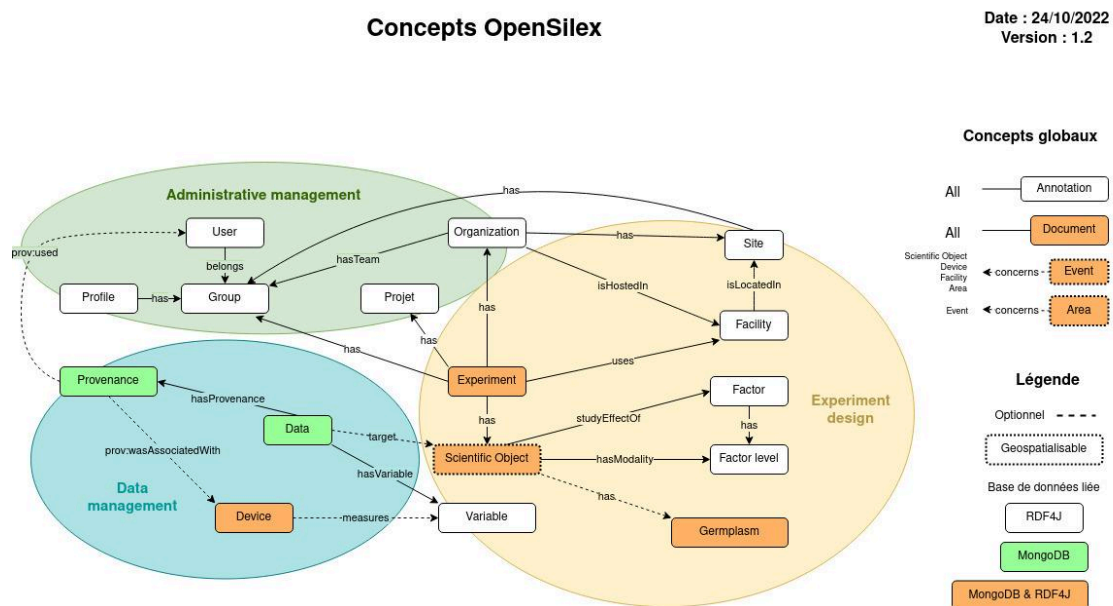 Concepts OpenSilex
Date : 24/10/2022
Version : 1.2
Concepts globaux
All
Annotation
All
Document
Scientific Object
Device
Facility
Area
concerns
Event
Event
concerns
Area
Légende
Optionnel
Geospatialisable
Base de données liée
RDF4J
MongoDB
MongoDB & RDF4J
Administrative management
has
prov:used
User
Organization
has
Site
belongs
hasTeam
isHostedIn
isLocatedIn
Profile
has
Group
Projet
has
Facility
has
has
uses
Provenance
Experiment
Factor
hasProvenance
has
studyEffectOf
Experiment
design
Data
target
has
prov:wasAssociatedWith
Scientific Object
hasModality
Factor level
hasVariable
has
Data
management
Device
measures
Variable
Germplasm